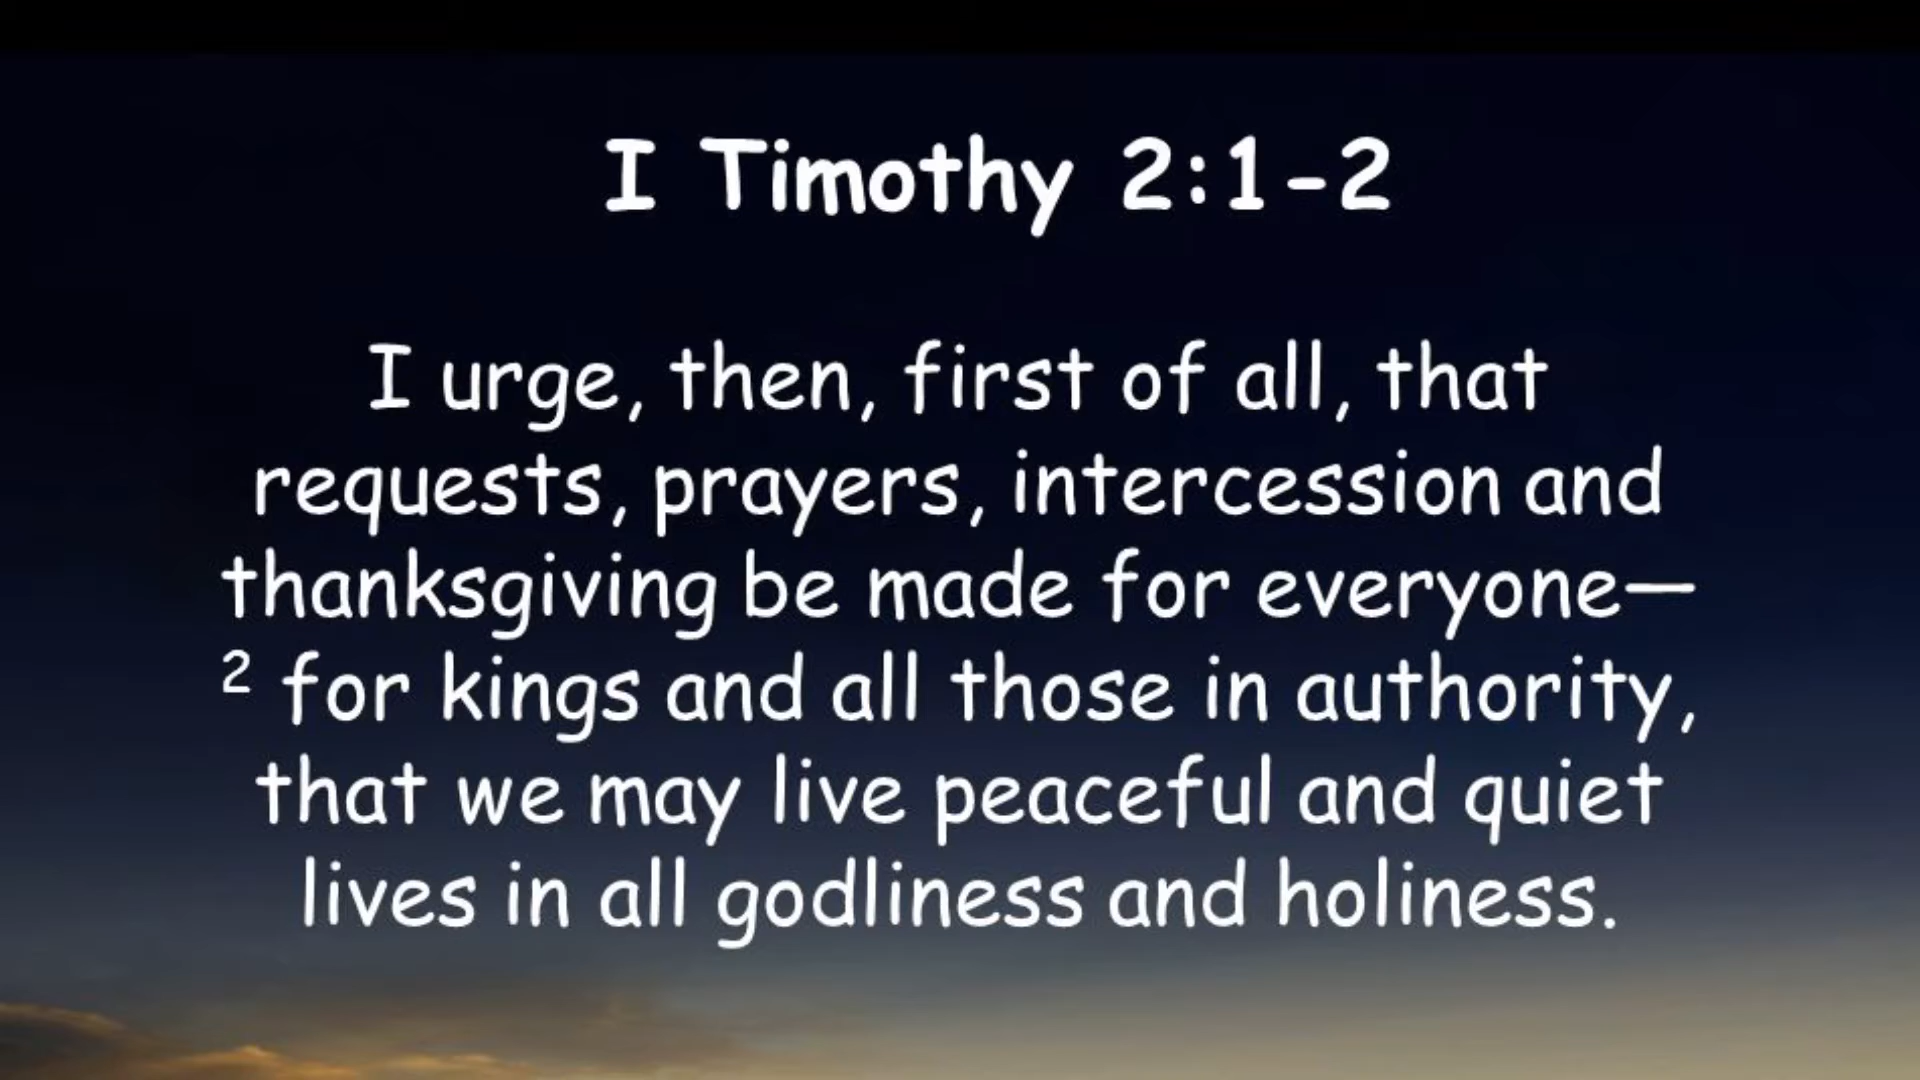 I Timothy 2:1-2
I urge, then, first of all, that
requests, prayers, intercession and
thanksgiving be made for everyone—
² for kings and all those in authority,
that we may live peaceful and quiet
lives in all godliness and holiness.